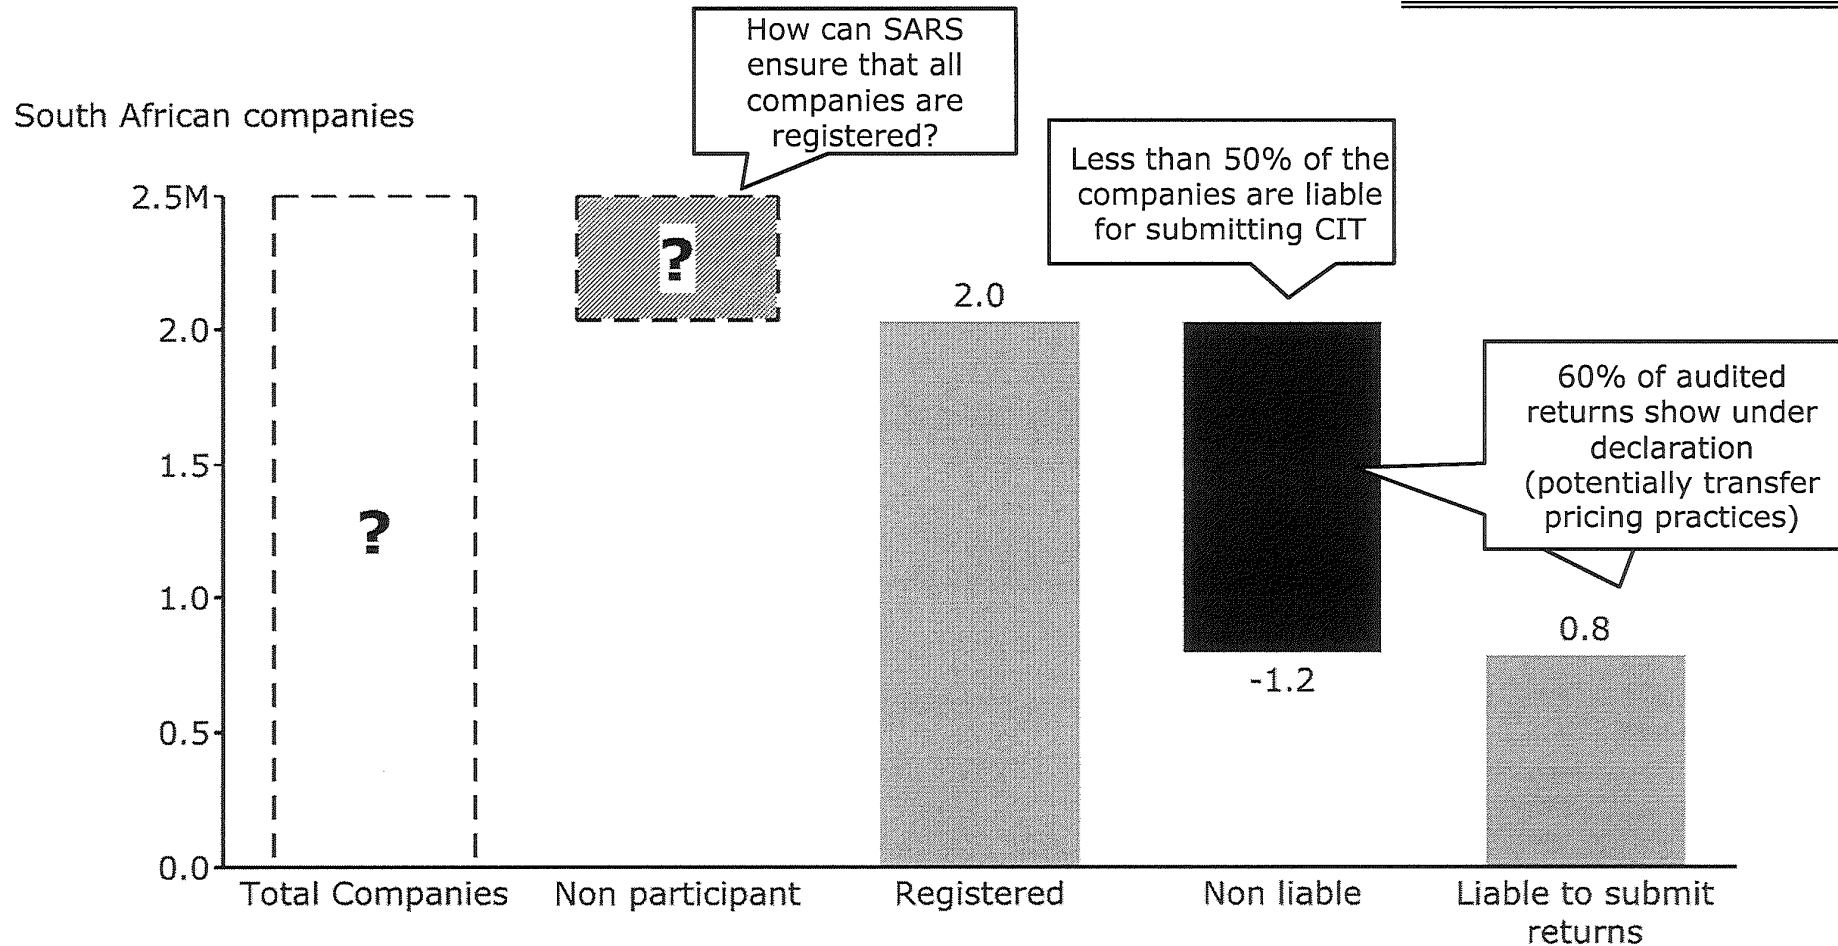 How can SARS
ensure that all
companies are
registered?
South African companies
Less than 50% of the
companies are liable
for submitting CIT
2.5M
?
2.0
2.0
60% of audited
returns show under
declaration
(potentially transfer
pricing practices)
1.5
?
1.0
0.8
-1.2
0.5
0.0
Total Companies
Non participant
Registered
Non liable
Liable to submit
returns